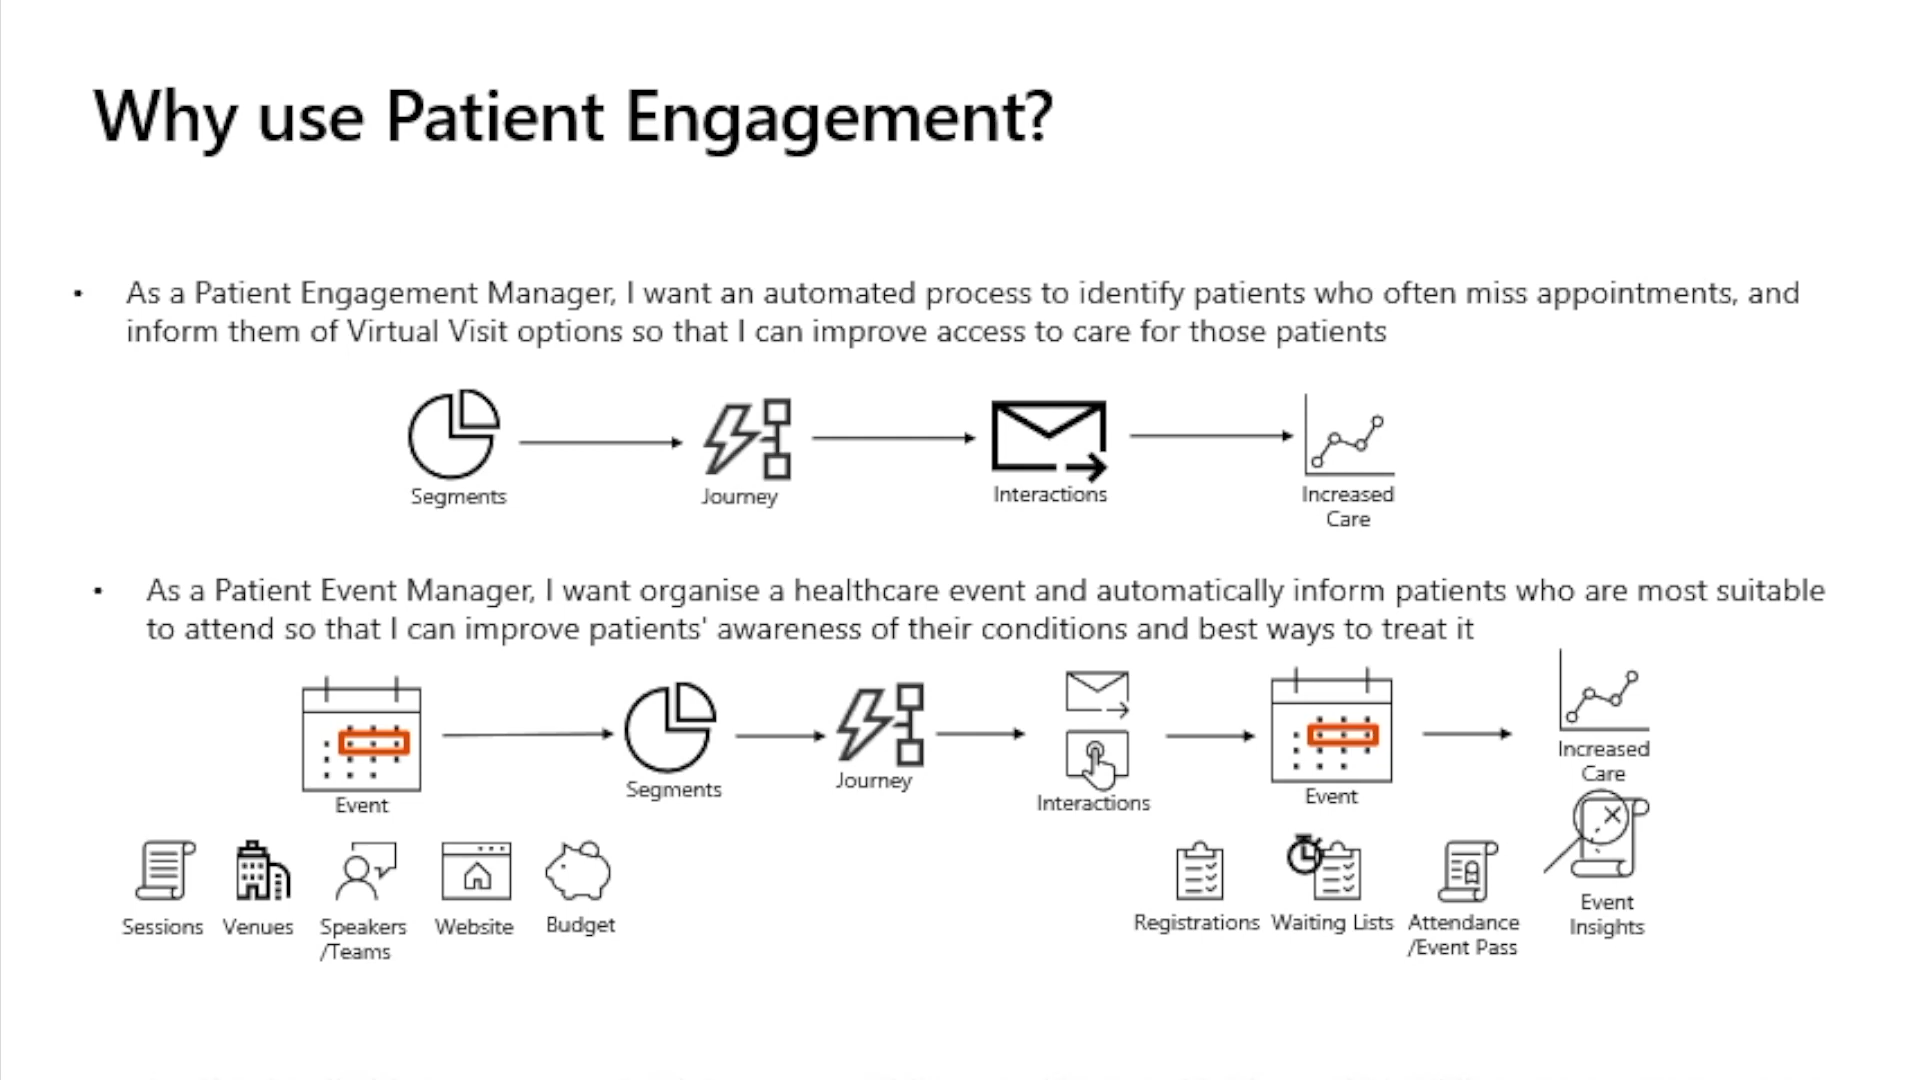 Why use Patient Engagement?
• As a Patient Engagement Manager, I want an automated process to identify patients who often miss appointments, and
inform them of Virtual Visit options so that I can improve access to care for those patients
Segments
Journey
Interactions
Increased
Care
• As a Patient Event Manager, I want organise a healthcare event and automatically inform patients who are most suitable
to attend so that I can improve patients' awareness of their conditions and best ways to treat it
Event
Segments
Journey
Interactions
Event
Increased
Care
Sessions
Venues
Speakers
/Teams
Website
Budget
Registrations
Waiting Lists
Attendance
/Event Pass
Event
Insights